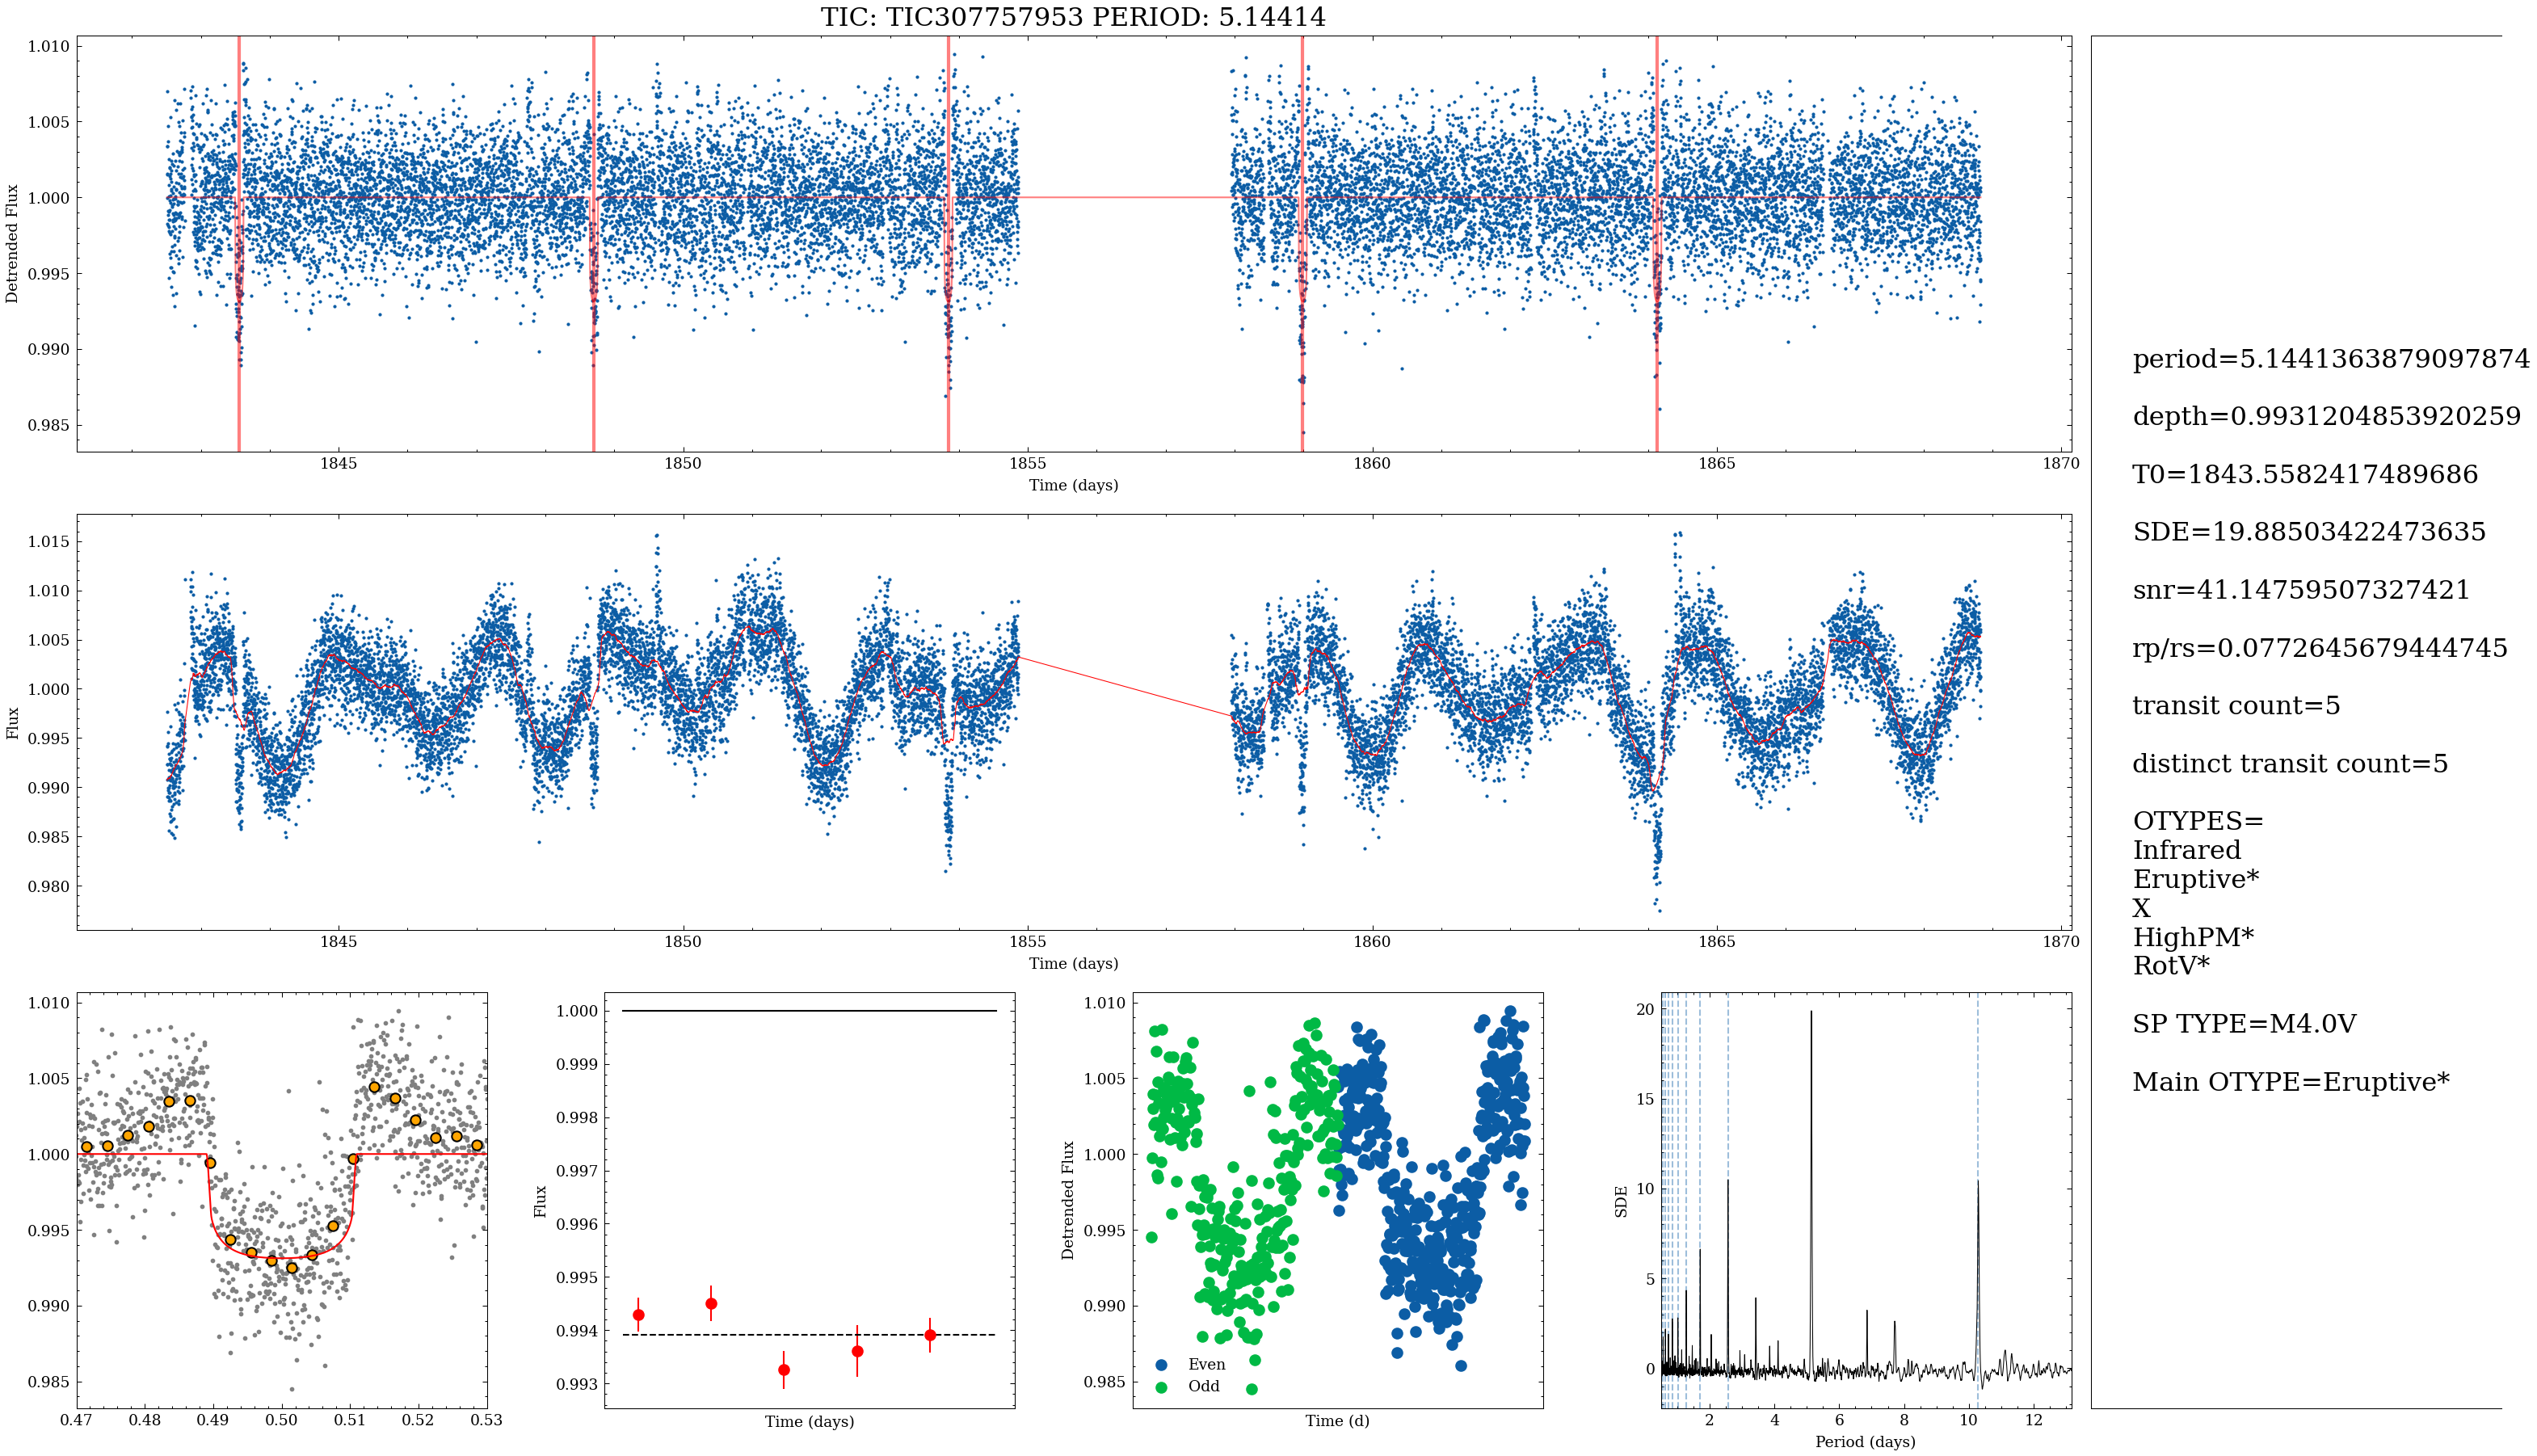 TIC: TIC307757953 PERIOD: 5.14414
1.010
1.005
1.000
0.995
0.990
0.985
Detrended Flux
1845
1850
1855
1860
1865
1870
Time (days)
1.015
1.010
1.005
1.000
0.995
0.990
0.985
0.980
Flux
1845
1850
1855
1860
1865
1870
Time (days)
1.010
1.005
1.000
0.995
0.990
0.985
0.47
0.48
0.49
0.50
0.51
0.52
0.53
1.000
0.999
0.998
0.997
0.996
0.995
0.994
0.993
Flux
Time (days)
1.010
1.005
1.000
0.995
0.990
0.985
Detrended Flux
Even
Odd
Time (d)
20
15
10
5
0
SDE
2
4
6
8
10
12
Period (days)
period=5.1441363879097874
depth=0.9931204853920259
T0=1843.5582417489686
SDE=19.88503422473635
snr=41.14759507327421
rp/rs=0.0772645679444745
transit count=5
distinct transit count=5
OTYPES=
Infrared
Eruptive*
X
HighPM*
RotV*
SP TYPE=M4.0V
Main OTYPE=Eruptive*